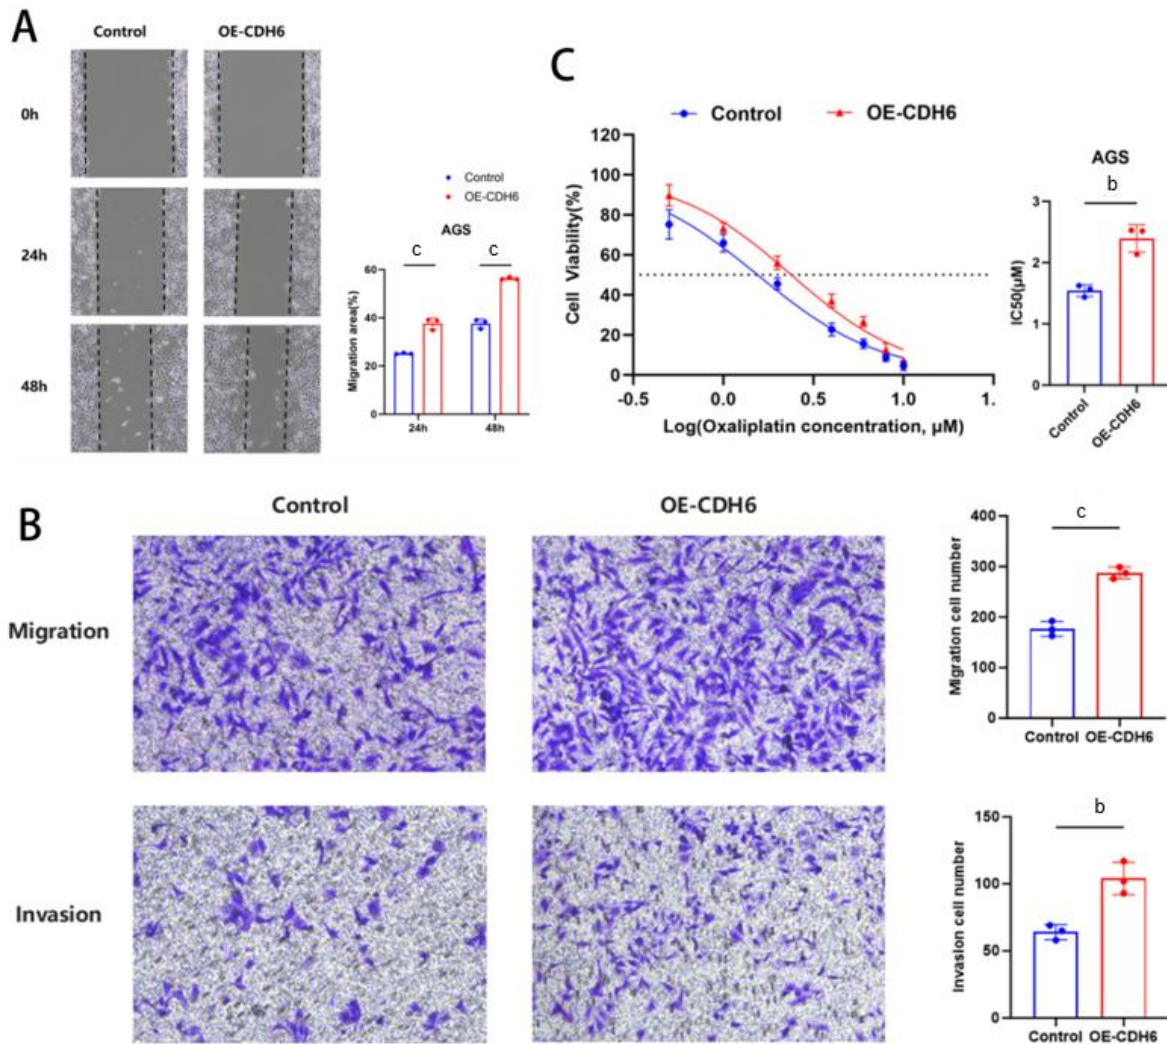 A
Control OE-CDH6
0h
24h
48h
Control
OE-CDH6
AGS
c c
Migration area(%)
60
40
20
0
24h 48h
C
Control OE-CDH6
Cell Viability(%)
120
100
80
60
40
20
0
-0.5 0.0 0.5 1.0 1.
Log(Oxaliplatin concentration, μM)
AGS
b
IC50(μM)
3
2
1
0
Control OE-CDH6
B
Control OE-CDH6
Migration
c
Migration cell number
400
300
200
100
0
Control OE-CDH6
Invasion
b
Invasion cell number
150
100
50
0
Control OE-CDH6